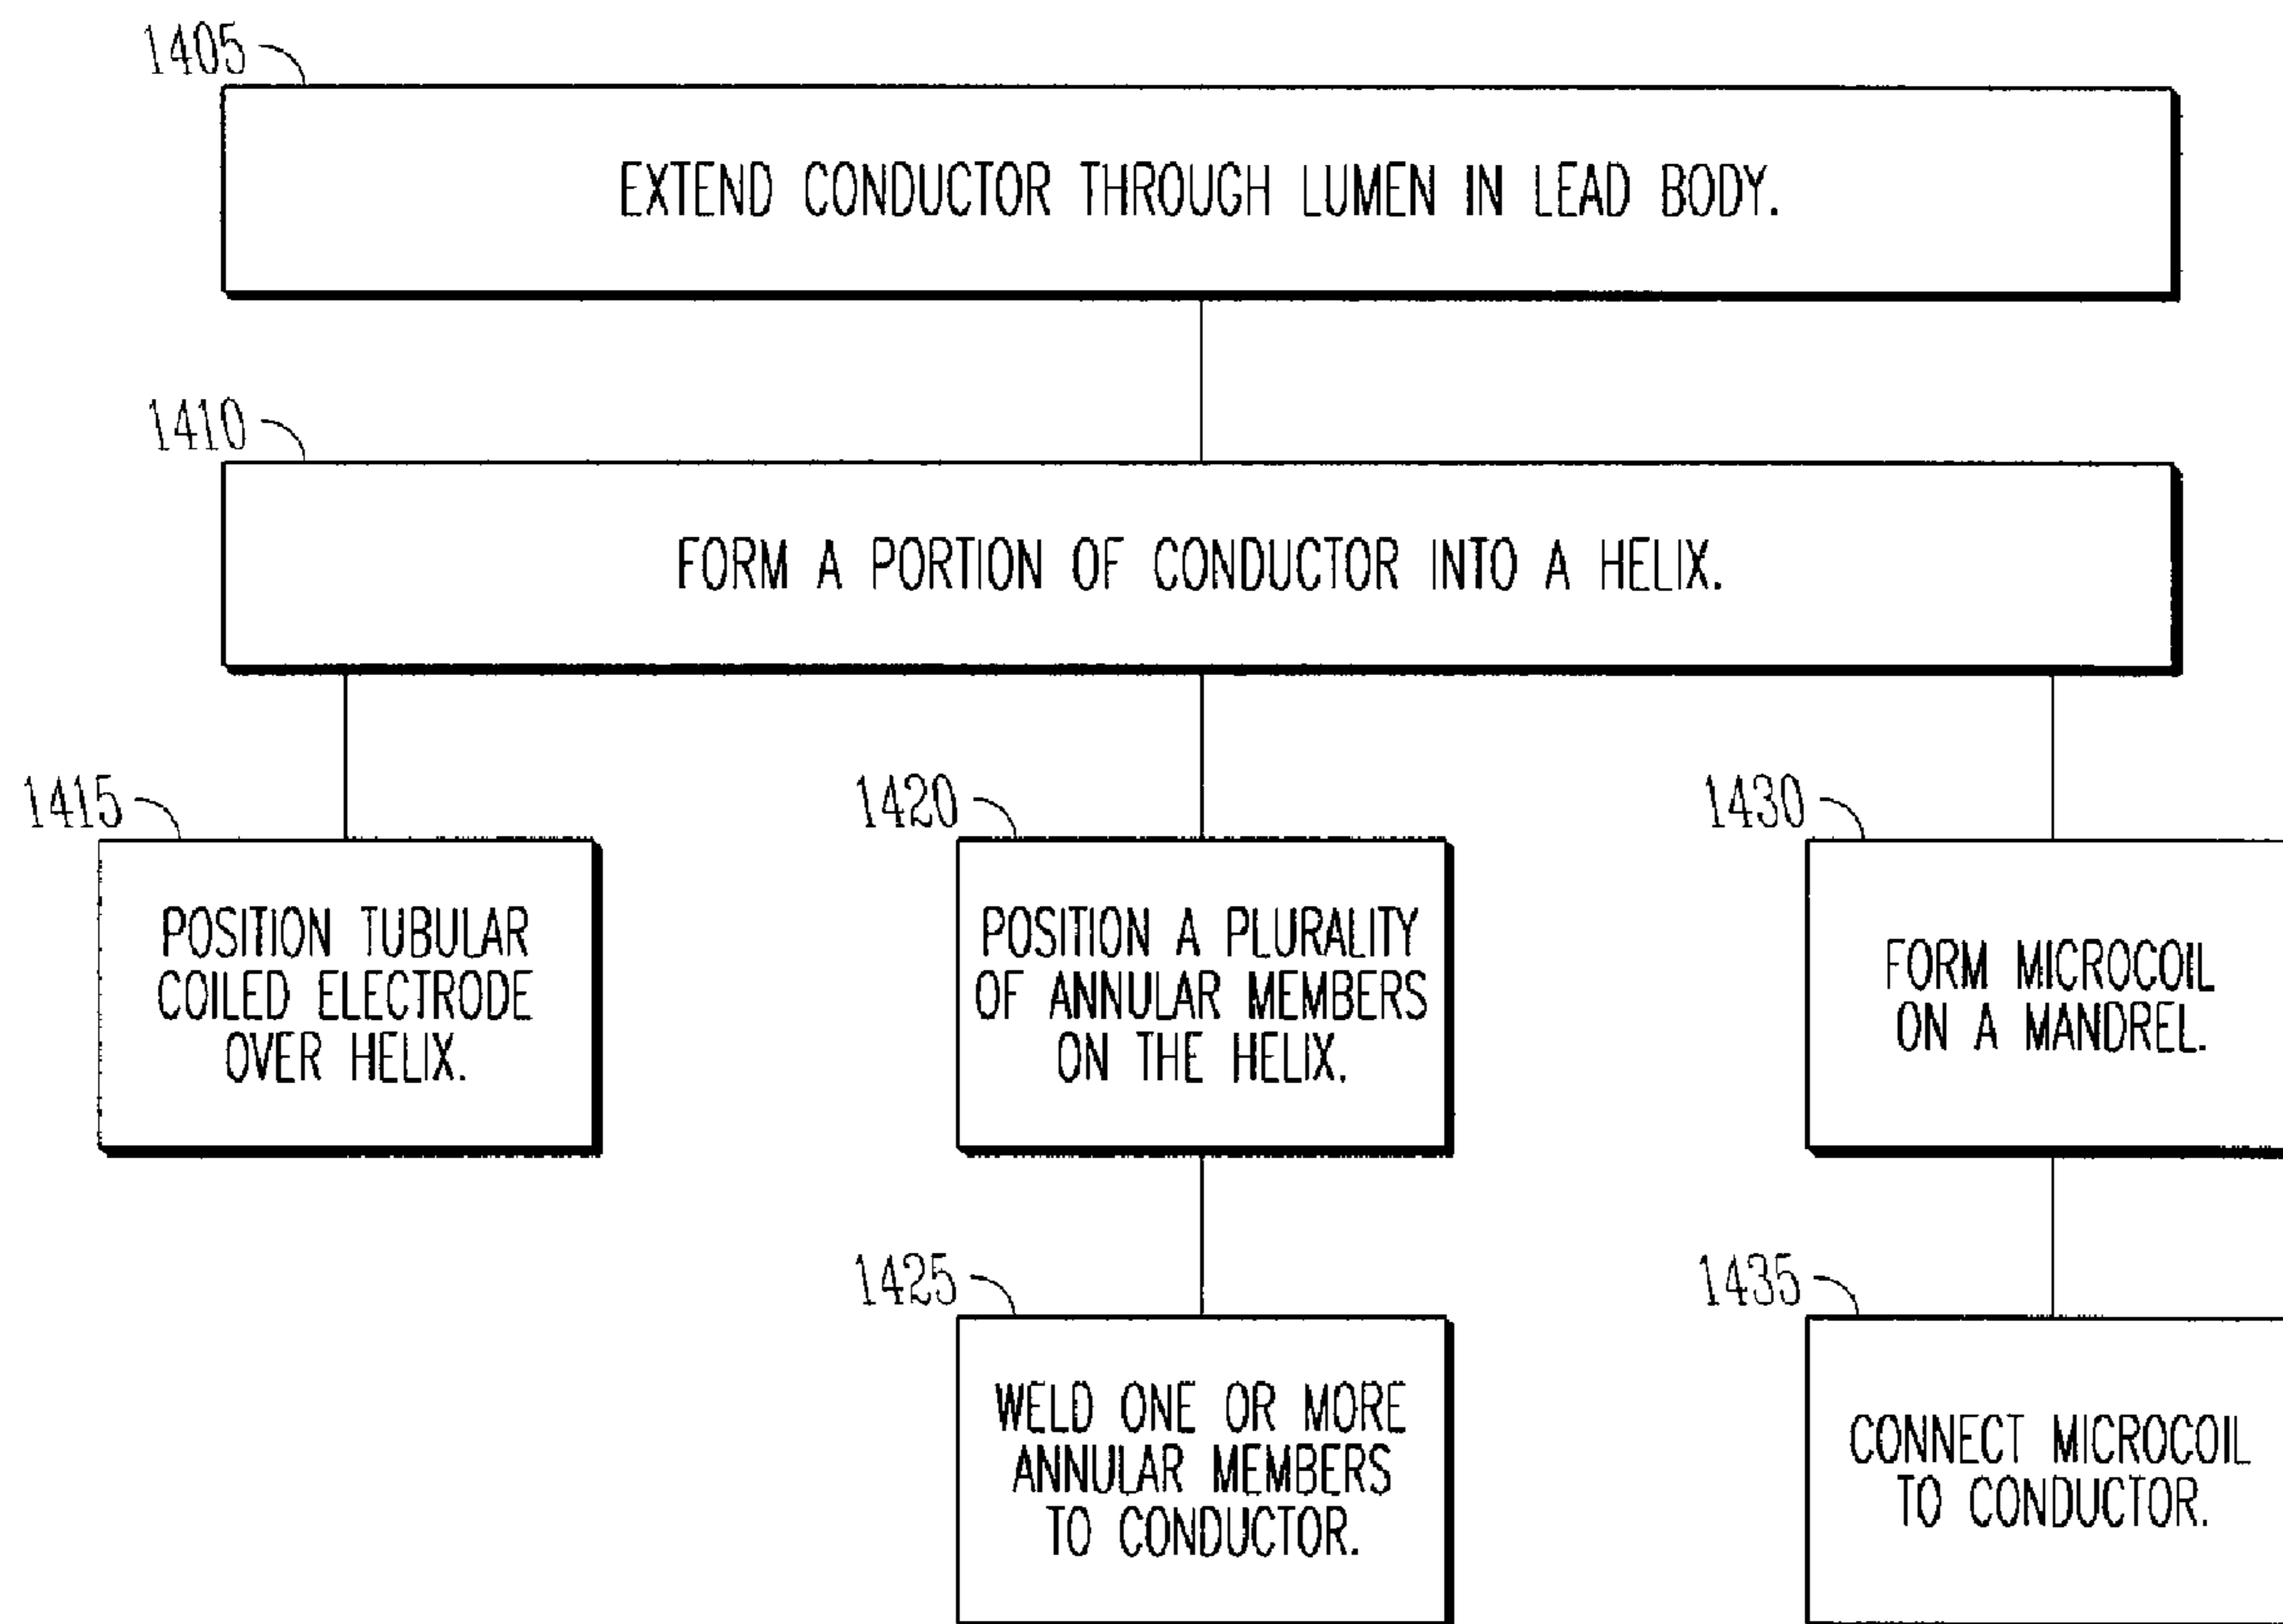 1405
EXTEND CONDUCTOR THROUGH LUMEN IN LEAD BODY.
1410
FORM A PORTION OF CONDUCTOR INTO A HELIX.
1415
POSITION TUBULAR
COILED ELECTRODE
OVER HELIX.
1420
POSITION A PLURALITY
OF ANNULAR MEMBERS
ON THE HELIX.
1430
FORM MICROCOIL
ON A MANDREL.
1425
WELD ONE OR MORE
ANNULAR MEMBERS
TO CONDUCTOR.
1435
CONNECT MICROCOIL
TO CONDUCTOR.